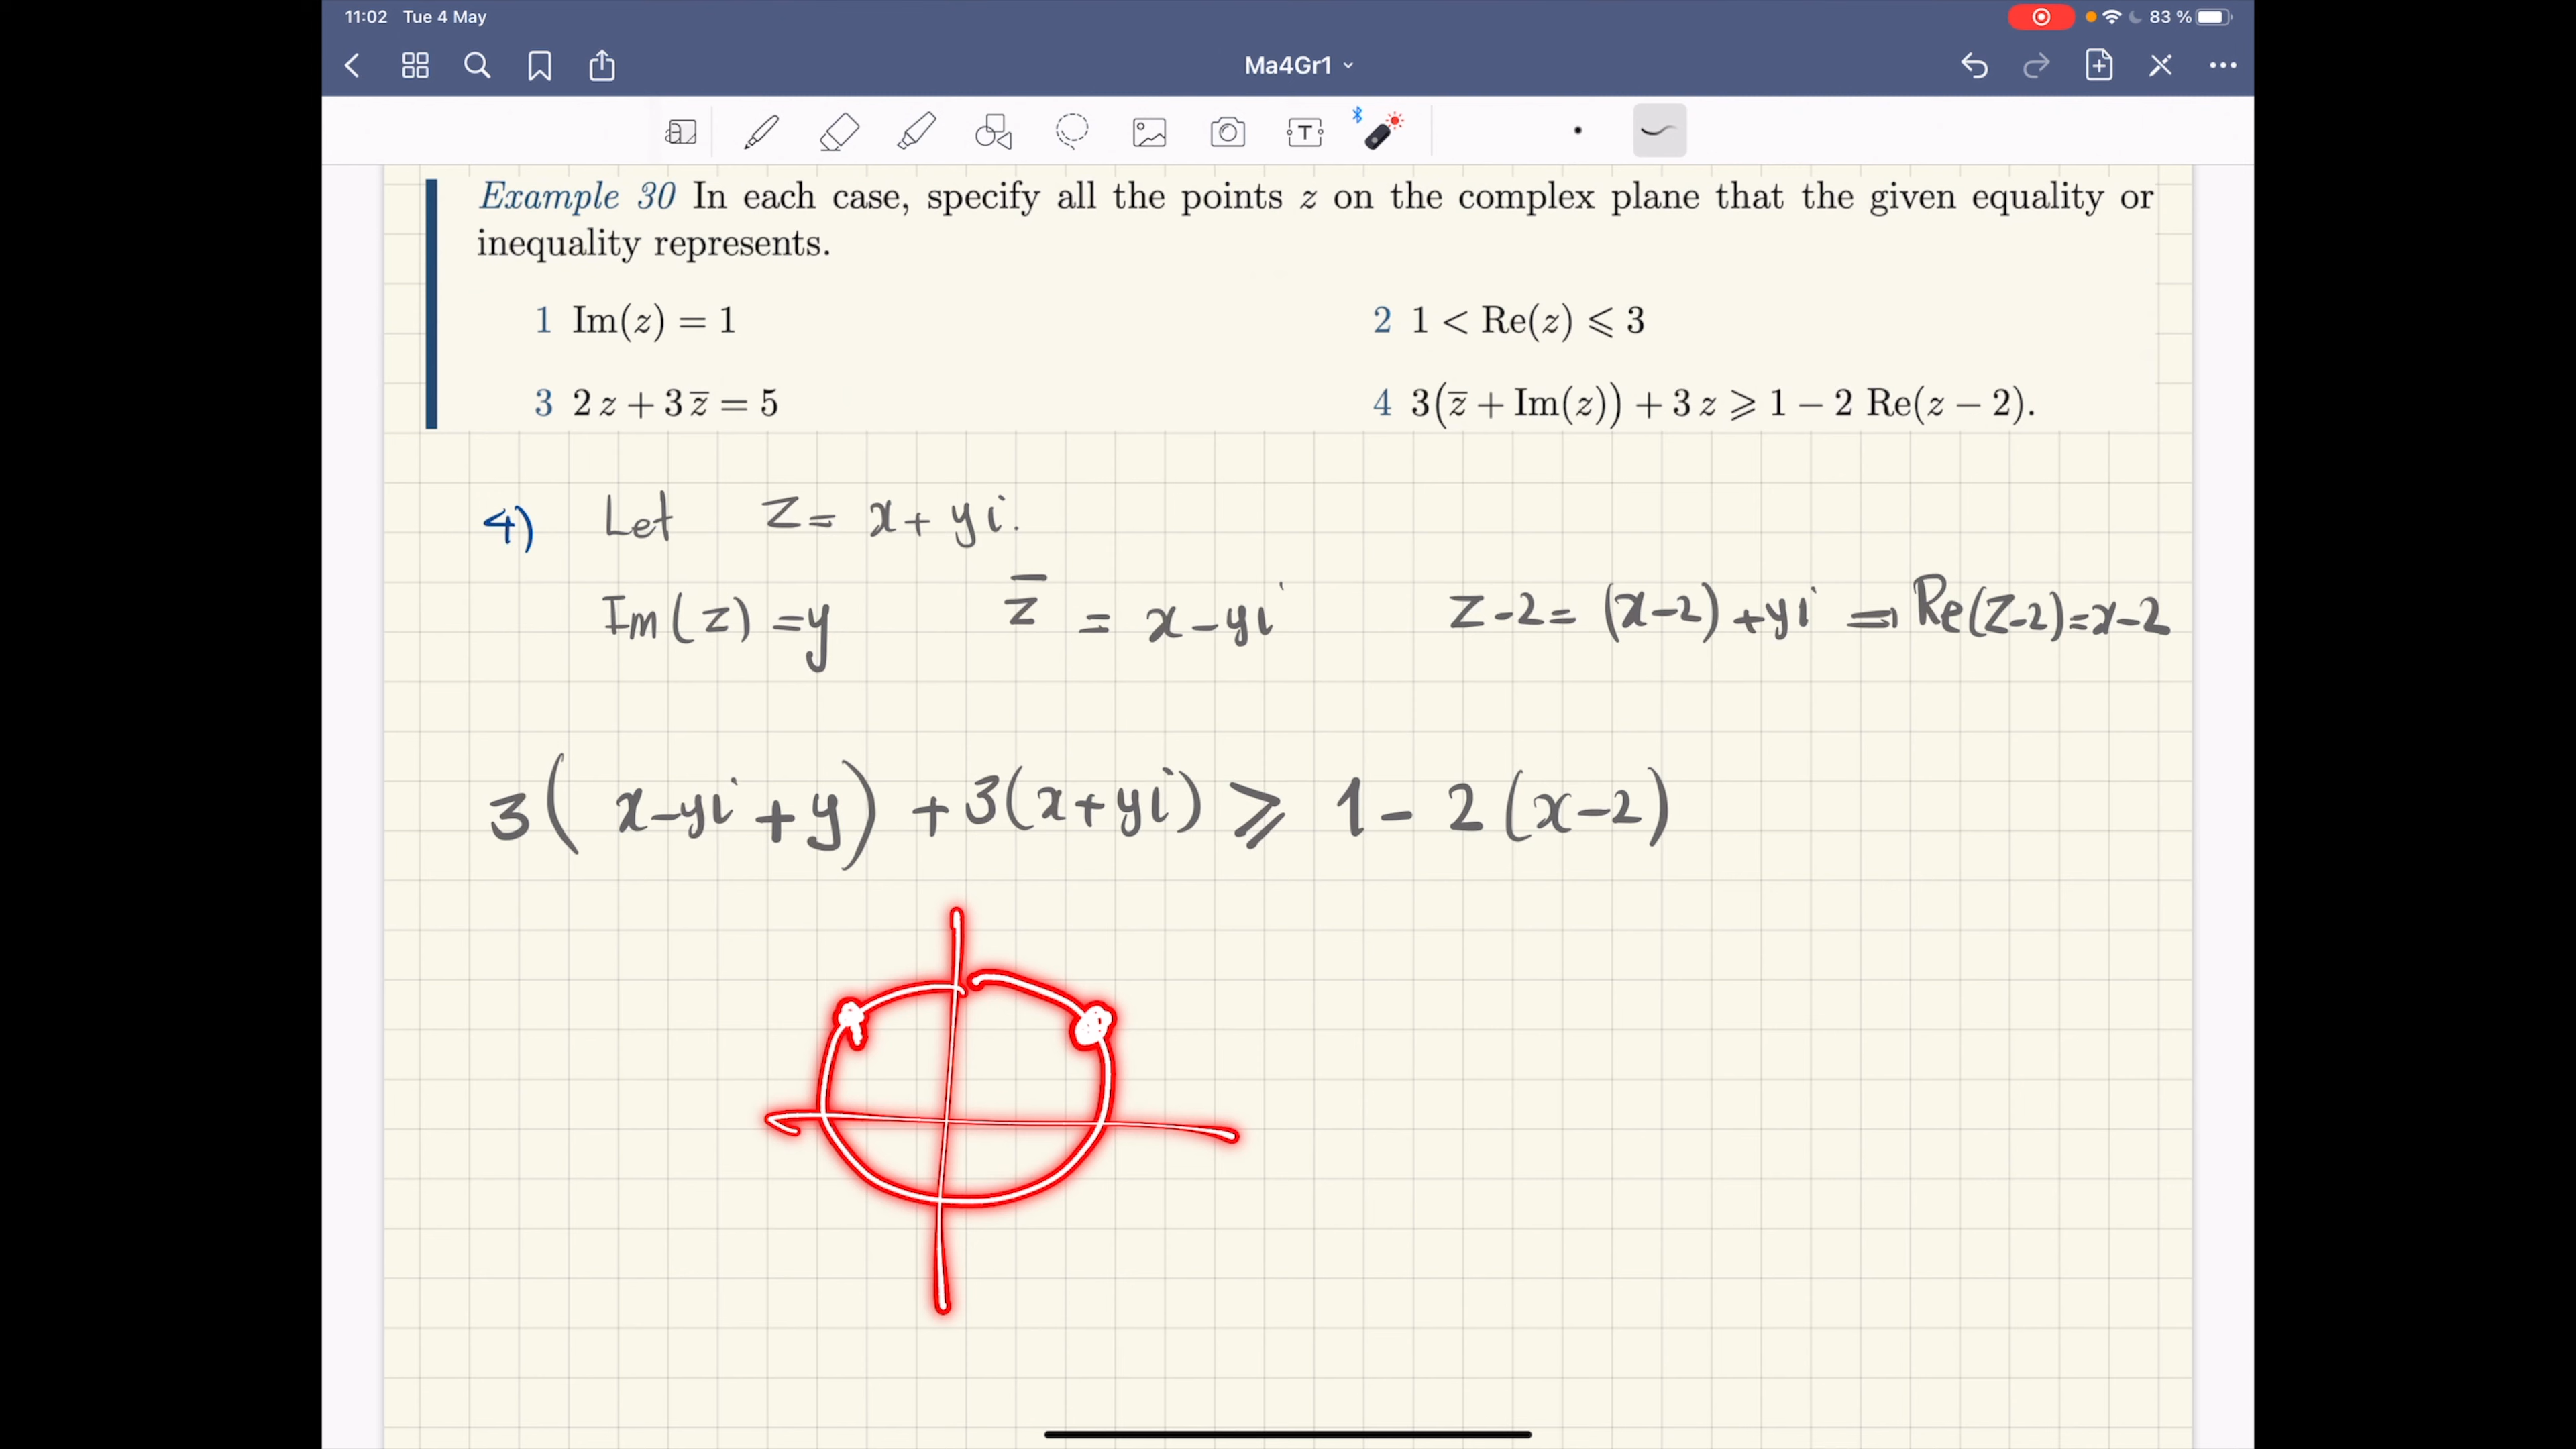 11:02 Tue 4 May 83 %
Ma4Gr1
Example 30 In each case, specify all the points z on the complex plane that the given equality or
inequality represents.
1 Im(z) = 1
2 1 < Re(z) ⩽ 3
3 2 z + 3 z̅ = 5
4 3(z̅ + Im(z)) + 3 z ⩾ 1 − 2 Re(z − 2).
4) Let Z = x + yi.
Im(z) = y z̅ = x − yi z−2 = (x−2) + yi ⇒ Re(z−2) = x−2
3( x−yi + y) + 3(x+yi) ⩾ 1 − 2(x−2)